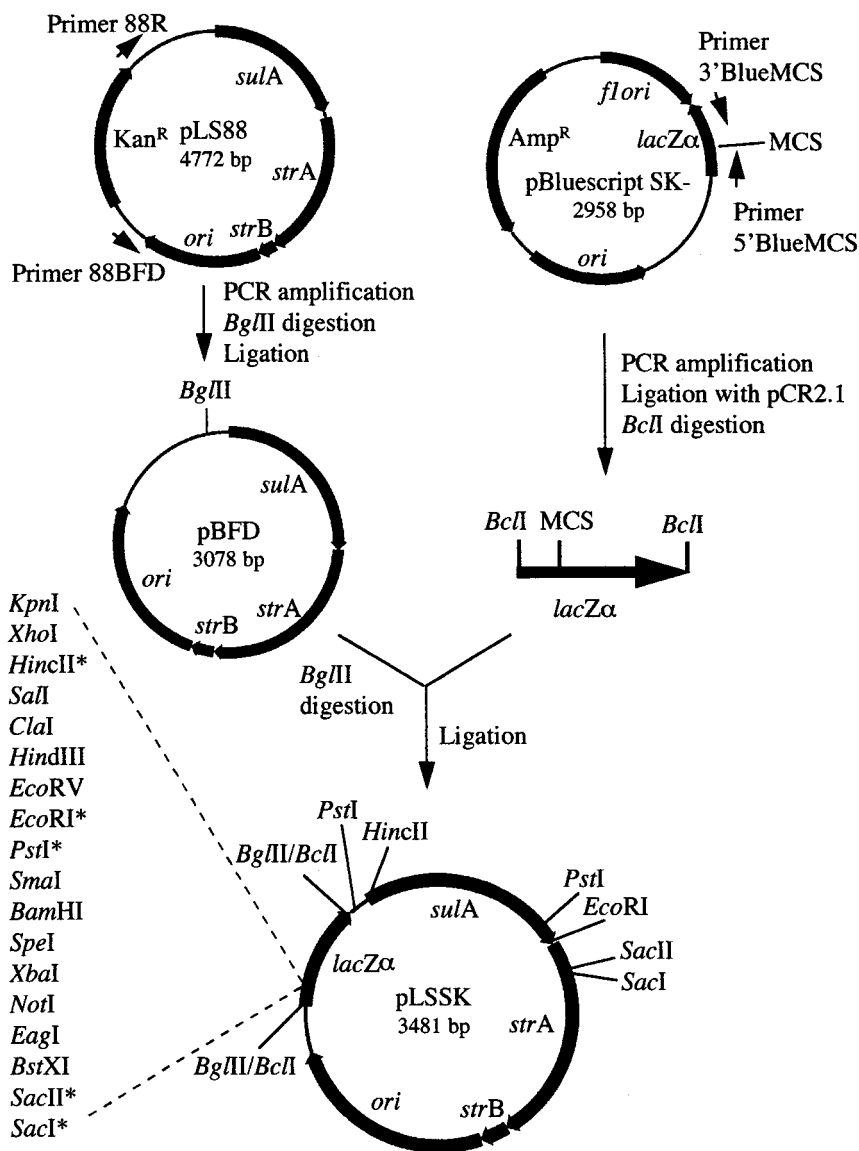 Primer 88R
sulA
KanR
pLS88
4772 bp
strA
strB
ori
Primer 88BFD
Primer
3'BlueMCS
f1ori
AmpR
lacZα
MCS
pBluescript SK-
2958 bp
Primer
5'BlueMCS
ori
PCR amplification
BglII digestion
Ligation
PCR amplification
Ligation with pCR2.1
BclI digestion
BglII
sulA
pBFD
3078 bp
ori
strA
strB
BclI
MCS
BclI
lacZα
BglII
digestion
Ligation
KpnI
XhoI
HincII*
SalI
ClaI
HindIII
EcoRV
EcoRI*
PstI*
SmaI
BamHI
SpeI
XbaI
NotI
EagI
BstXI
SacII*
SacI*
PstI
HincII
BglII/BclI
sulA
PstI
EcoRI
SacII
SacI
lacZα
pLSSK
3481 bp
strA
BglII/BclI
ori
strB